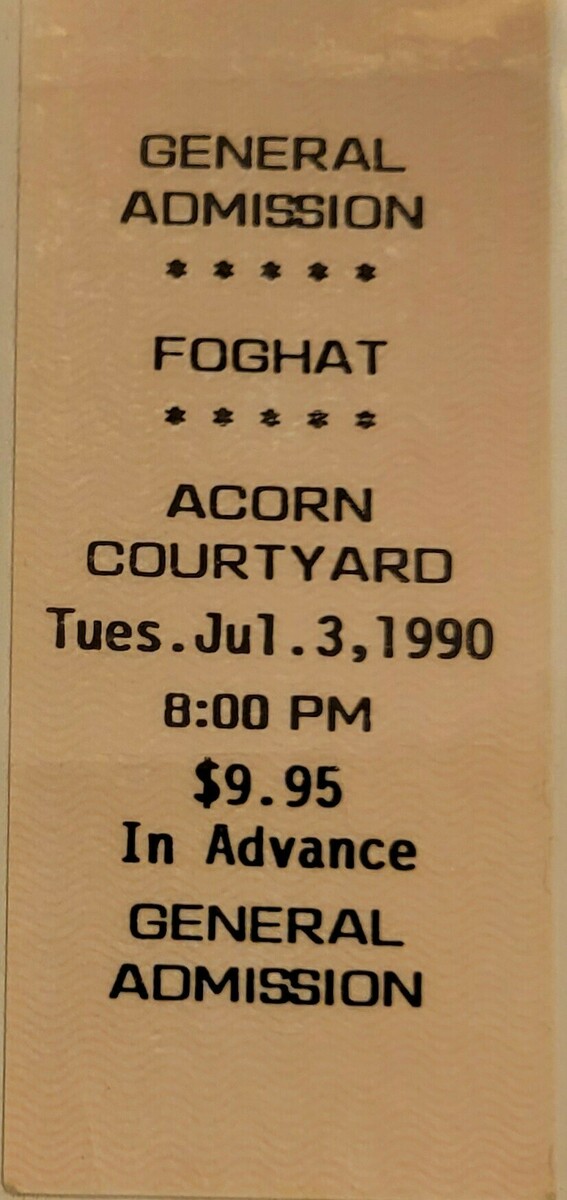 GENERAL
ADMISSION
* * * * *
FOGHAT
* * * * *
ACORN
COURTYARD
Tues.Jul.3,1990
8:00 PM
$9.95
In Advance
GENERAL
ADMISSION